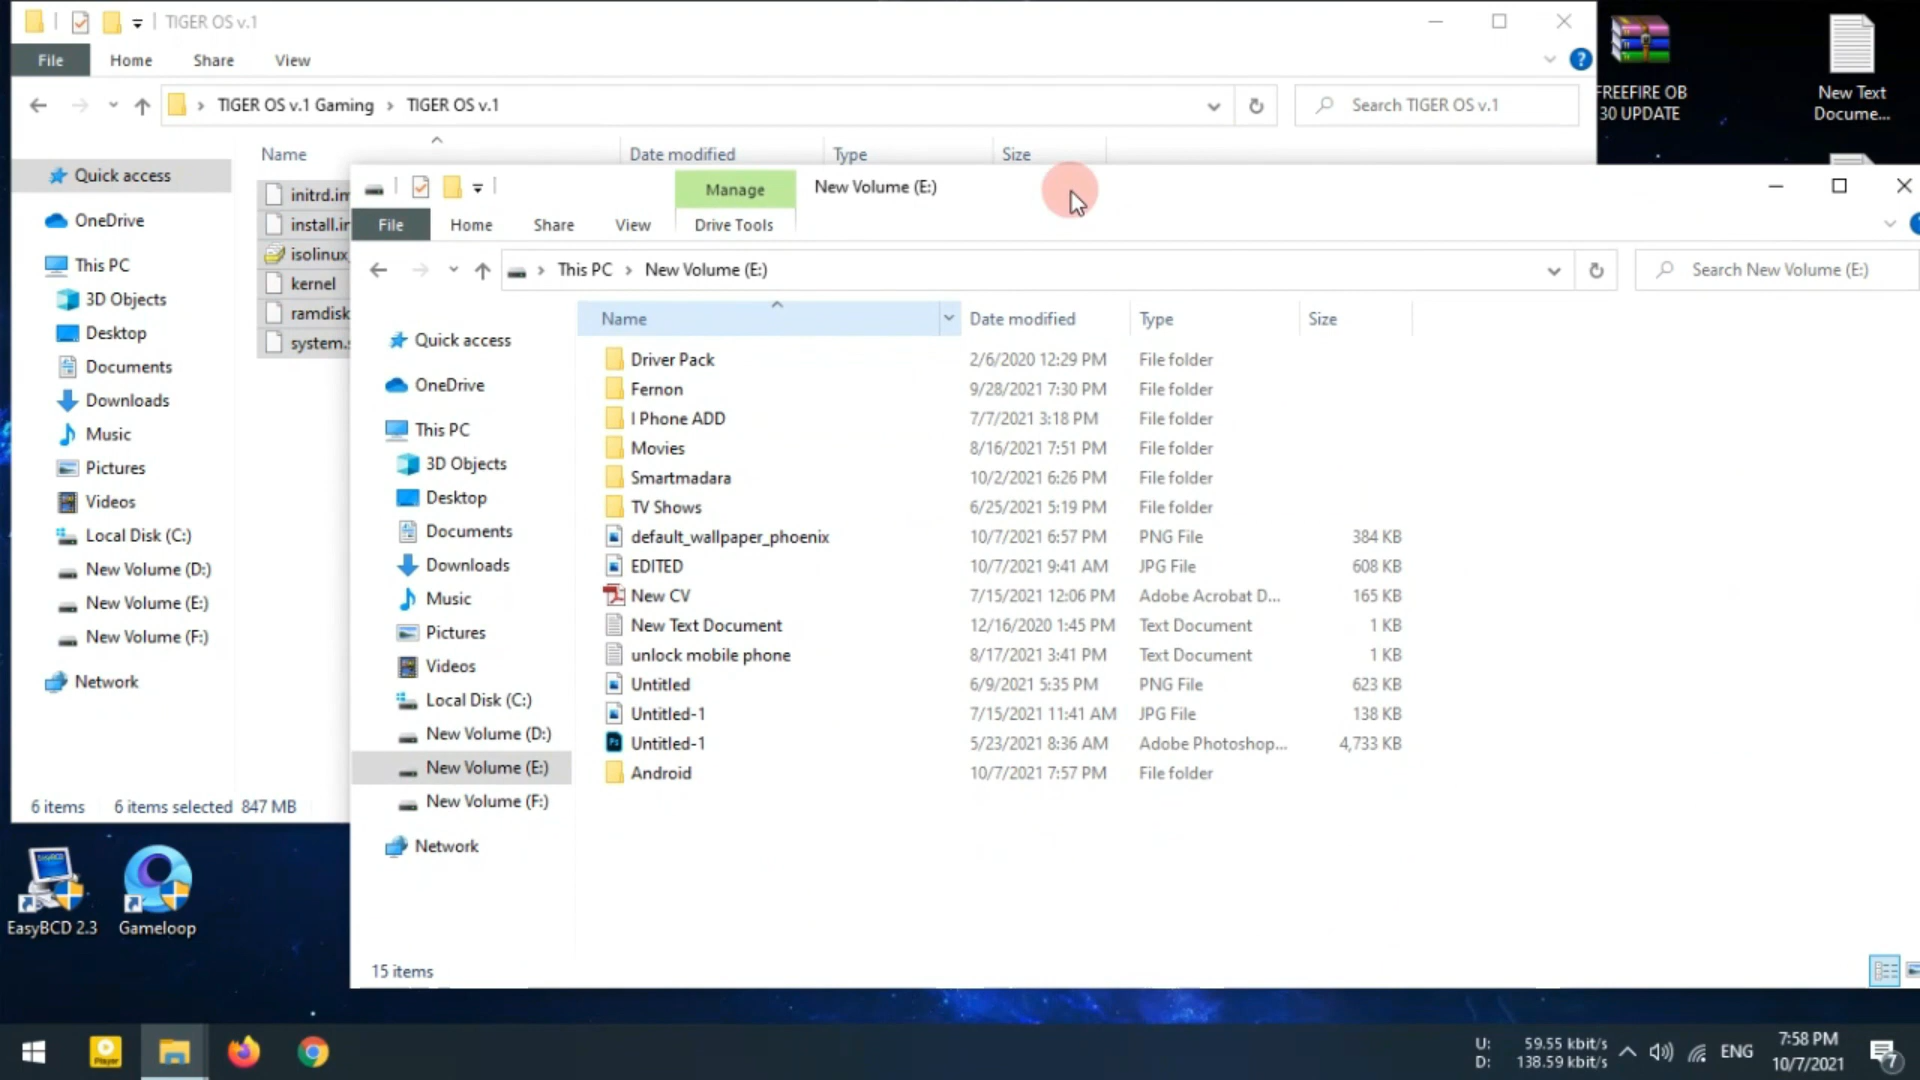 TIGER OS v.1
File Home Share View
TIGER OS v.1 Gaming TIGER OS v.1
Search TIGER OS v.1
Name Date modified Type Size
Quick access
OneDrive
This PC
3D Objects
Desktop
Documents
Downloads
Music
Pictures
Videos
Local Disk (C:)
New Volume (D:)
New Volume (E:)
New Volume (F:)
Network
initrd.im
install.im
isolinux
kernel
ramdisk
system.s
6 items 6 items selected 847 MB
Manage New Volume (E:)
File Home Share View Drive Tools
This PC New Volume (E:)
Search New Volume (E:)
Name Date modified Type Size
Quick access
OneDrive
This PC
3D Objects
Desktop
Documents
Downloads
Music
Pictures
Videos
Local Disk (C:)
New Volume (D:)
New Volume (E:)
New Volume (F:)
Network
Driver Pack 2/6/2020 12:29 PM File folder
Fernon 9/28/2021 7:30 PM File folder
I Phone ADD 7/7/2021 3:18 PM File folder
Movies 8/16/2021 7:51 PM File folder
Smartmadara 10/2/2021 6:26 PM File folder
TV Shows 6/25/2021 5:19 PM File folder
default_wallpaper_phoenix 10/7/2021 6:57 PM PNG File 384 KB
EDITED 10/7/2021 9:41 AM JPG File 608 KB
New CV 7/15/2021 12:06 PM Adobe Acrobat D... 165 KB
New Text Document 12/16/2020 1:45 PM Text Document 1 KB
unlock mobile phone 8/17/2021 3:41 PM Text Document 1 KB
Untitled 6/9/2021 5:35 PM PNG File 623 KB
Untitled-1 7/15/2021 11:41 AM JPG File 138 KB
Untitled-1 5/23/2021 8:36 AM Adobe Photoshop... 4,733 KB
Android 10/7/2021 7:57 PM File folder
15 items
FREEFIRE OB
30 UPDATE
New Text
Docume...
EasyBCD 2.3
Gameloop
U: 59.55 kbit/s
D: 138.59 kbit/s
ENG
7:58 PM
10/7/2021
7